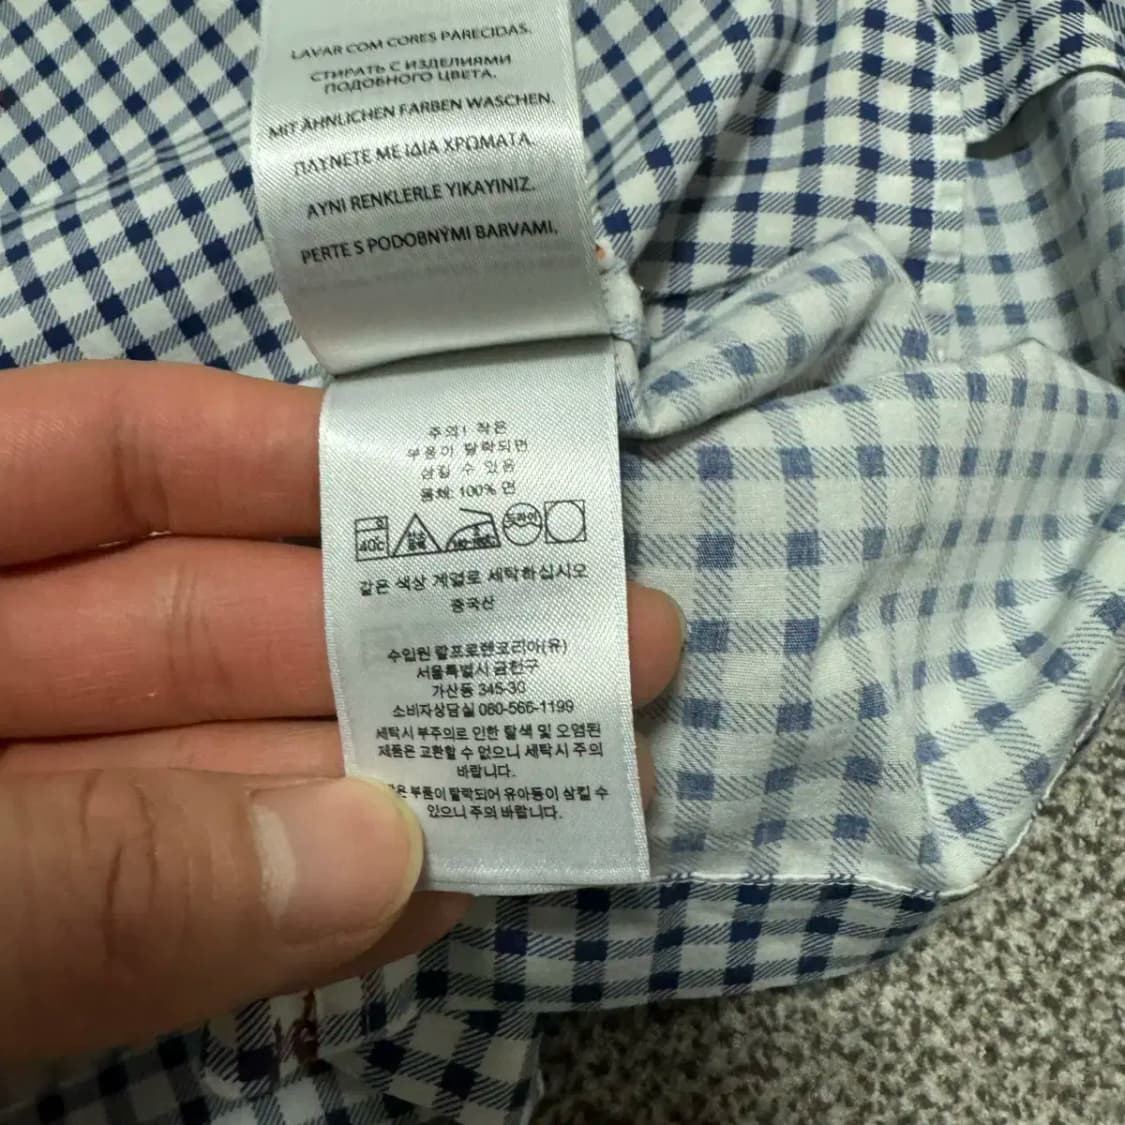 LAVAR COM CORES PARECIDAS.
СТИРАТЬ С ИЗДЕЛИЯМИ
ПОДОБНОГО ЦВЕТА.
MIT ÄHNLICHEN FARBEN WASCHEN.
ΠΛΥΝΕΤΕ ΜΕ ΙΔΙΑ ΧΡΩΜΑΤΑ.
AYNI RENKLERLE YIKAYINIZ.
PERTE S PODOBNÝMI BARVAMI.
주의! 작은
부품이 탈락되면
삼킬 수 있음
몸체: 100% 면
40c 드라이
같은 색상 계열로 세탁하십시오
중국산
수입원 랄프로렌코리아(유)
서울특별시 금천구
가산동 345-30
소비자상담실 080-566-1199
세탁시 부주의로 인한 탈색 및 오염된
제품은 교환할 수 없으니 세탁시 주의
바랍니다.
부품이 탈락되어 유아동이 삼킬 수
있으니 주의 바랍니다.